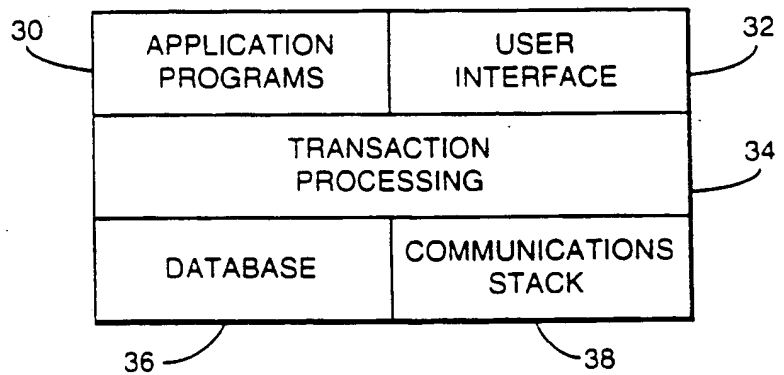 30
APPLICATION
PROGRAMS
USER
INTERFACE
32
TRANSACTION
PROCESSING
34
DATABASE
COMMUNICATIONS
STACK
36
38